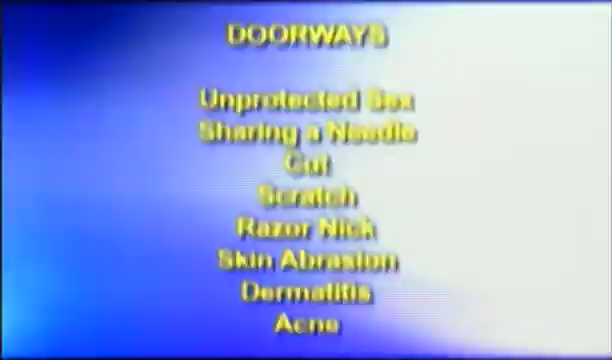 DOORWAYS
Unprotected Sex
Sharing a Needle
Cut
Scratch
Razor Nick
Skin Abrasion
Dermatitis
Acne